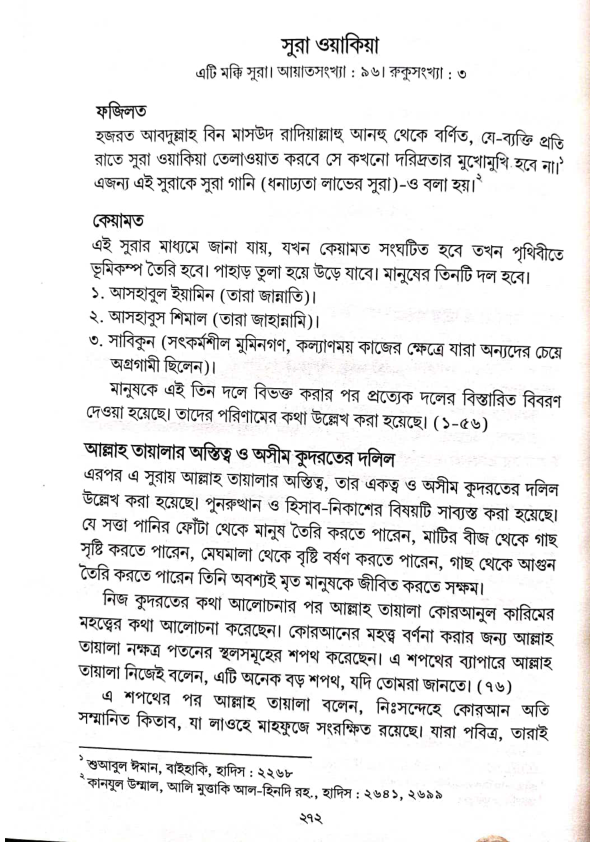 সুরা ওয়াকিয়া
এটি মক্কি সুরা। আয়াতসংখ্যা : ৯৬। রুকুসংখ্যা : ৩
ফজিলত
হজরত আবদুল্লাহ বিন মাসউদ রাদিয়াল্লাহু আনহু থেকে বর্ণিত, যে-ব্যক্তি প্রতি
রাতে সুরা ওয়াকিয়া তেলাওয়াত করবে সে কখনো দরিদ্রতার মুখোমুখি হবে না।১
এজন্য এই সুরাকে সুরা গানি (ধনাঢ্যতা লাভের সুরা)-ও বলা হয়।২
কেয়ামত
এই সুরার মাধ্যমে জানা যায়, যখন কেয়ামত সংঘটিত হবে তখন পৃথিবীতে
ভূমিকম্প তৈরি হবে। পাহাড় তুলা হয়ে উড়ে যাবে। মানুষের তিনটি দল হবে।
১. আসহাবুল ইয়ামিন (তারা জান্নাতি)।
২. আসহাবুস শিমাল (তারা জাহান্নামি)।
৩. সাবিকুন (সৎকর্মশীল মুমিনগণ, কল্যাণময় কাজের ক্ষেত্রে যারা অন্যদের চেয়ে
অগ্রগামী ছিলেন)।
মানুষকে এই তিন দলে বিভক্ত করার পর প্রত্যেক দলের বিস্তারিত বিবরণ
দেওয়া হয়েছে। তাদের পরিণামের কথা উল্লেখ করা হয়েছে। (১-৫৬)
আল্লাহ তায়ালার অস্তিত্ব ও অসীম কুদরতের দলিল
এরপর এ সুরায় আল্লাহ তায়ালার অস্তিত্ব, তার একত্ব ও অসীম কুদরতের দলিল
উল্লেখ করা হয়েছে। পুনরুত্থান ও হিসাব-নিকাশের বিষয়টি সাব্যস্ত করা হয়েছে।
যে সত্তা পানির ফোঁটা থেকে মানুষ তৈরি করতে পারেন, মাটির বীজ থেকে গাছ
সৃষ্টি করতে পারেন, মেঘমালা থেকে বৃষ্টি বর্ষণ করতে পারেন, গাছ থেকে আগুন
তৈরি করতে পারেন তিনি অবশ্যই মৃত মানুষকে জীবিত করতে সক্ষম।
নিজ কুদরতের কথা আলোচনার পর আল্লাহ তায়ালা কোরআনুল কারিমের
মহত্ত্বের কথা আলোচনা করেছেন। কোরআনের মহত্ব বর্ণনা করার জন্য আল্লাহ
তায়ালা নক্ষত্র পতনের স্থলসমূহের শপথ করেছেন। এ শপথের ব্যাপারে আল্লাহ
তায়ালা নিজেই বলেন, এটি অনেক বড় শপথ, যদি তোমরা জানতে। (৭৬)
এ শপথের পর আল্লাহ তায়ালা বলেন, নিঃসন্দেহে কোরআন অতি
সম্মানিত কিতাব, যা লাওহে মাহফুজে সংরক্ষিত রয়েছে। যারা পবিত্র, তারাই
১ শুআবুল ঈমান, বাইহাকি, হাদিস : ২২৬৮
২ কানযুল উম্মাল, আলি মুত্তাকি আল-হিনদি রহ., হাদিস : ২৬৪১, ২৬৯৯
২৭২